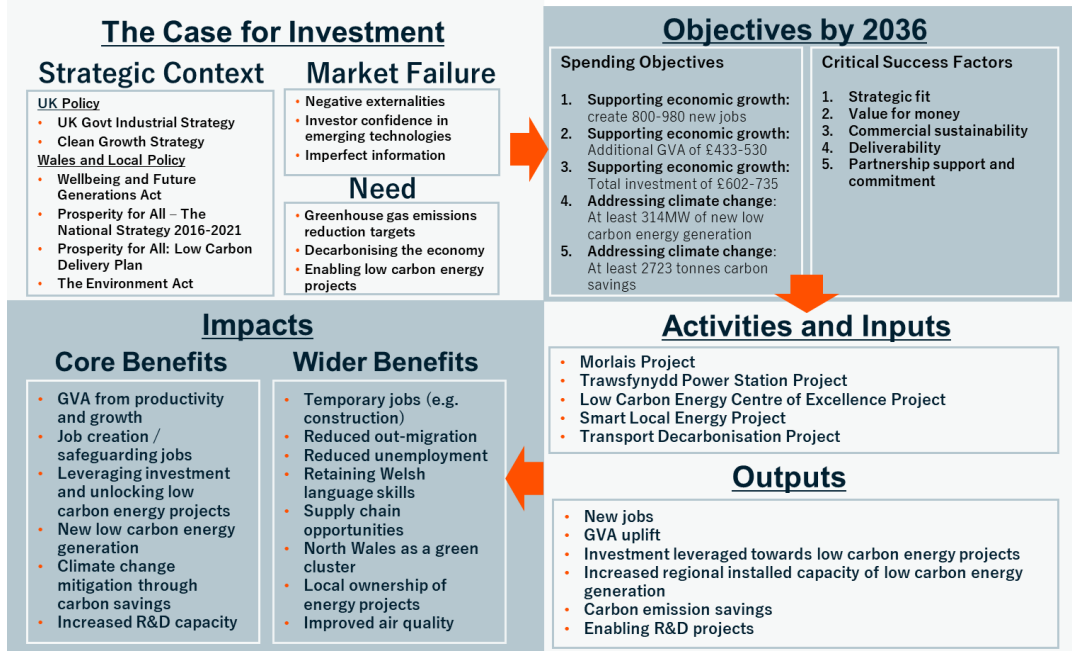 The Case for Investment
Strategic Context
UK Policy
• UK Govt Industrial Strategy
• Clean Growth Strategy
Wales and Local Policy
• Wellbeing and Future
Generations Act
• Prosperity for All – The
National Strategy 2016-2021
• Prosperity for All: Low Carbon
Delivery Plan
• The Environment Act
Market Failure
• Negative externalities
• Investor confidence in
emerging technologies
• Imperfect information
Need
• Greenhouse gas emissions
reduction targets
• Decarbonising the economy
• Enabling low carbon energy
projects
Objectives by 2036
Spending Objectives
1. Supporting economic growth:
create 800-980 new jobs
2. Supporting economic growth:
Additional GVA of £433-530
3. Supporting economic growth:
Total investment of £602-735
4. Addressing climate change:
At least 314MW of new low
carbon energy generation
5. Addressing climate change:
At least 2723 tonnes carbon
savings
Critical Success Factors
1. Strategic fit
2. Value for money
3. Commercial sustainability
4. Deliverability
5. Partnership support and
commitment
Activities and Inputs
• Morlais Project
• Trawsfynydd Power Station Project
• Low Carbon Energy Centre of Excellence Project
• Smart Local Energy Project
• Transport Decarbonisation Project
Outputs
• New jobs
• GVA uplift
• Investment leveraged towards low carbon energy projects
• Increased regional installed capacity of low carbon energy
generation
• Carbon emission savings
• Enabling R&D projects
Impacts
Core Benefits
• GVA from productivity
and growth
• Job creation /
safeguarding jobs
• Leveraging investment
and unlocking low
carbon energy projects
• New low carbon energy
generation
• Climate change
mitigation through
carbon savings
• Increased R&D capacity
Wider Benefits
• Temporary jobs (e.g.
construction)
• Reduced out-migration
• Reduced unemployment
• Retaining Welsh
language skills
• Supply chain
opportunities
• North Wales as a green
cluster
• Local ownership of
energy projects
• Improved air quality